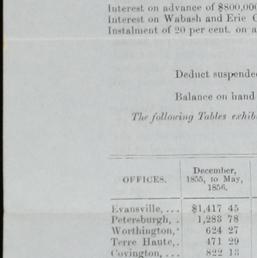 Interest on advance of $800,000
Interest on Wabash and Erie C
Instalment of 20 per cent. on a
Deduct suspende
Balance on hand
The following Tables exhib
OFFICES.
December,
1855, to May,
1856.
Evansville, ... $1,417 45
Petersburgh, . 1,283 78
Worthington, 624 27
Terre Haute,. 471 29
Covington, ... 822 13